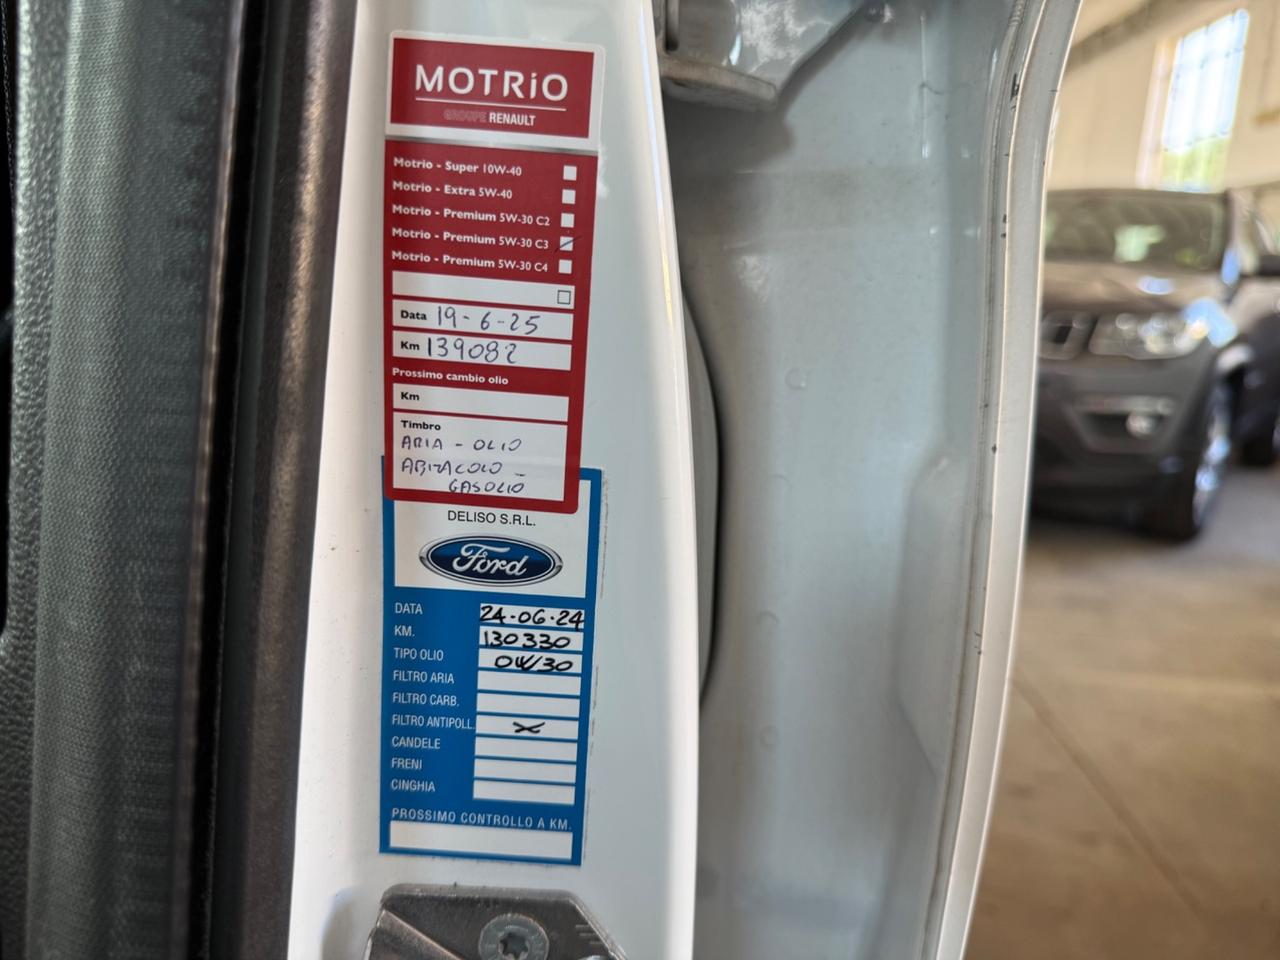 MOTRiO
GROUPE RENAULT
Motrio - Super 10W-40
Motrio - Extra 5W-40
Motrio - Premium 5W-30 C2
Motrio - Premium 5W-30 C3
Motrio - Premium 5W-30 C4
Data 19-6-25
Km 139082
Prossimo cambio olio
Km
Timbro
ARIA - OLIO
ABITACOLO -
GASOLIO
DELISO S.R.L.
Ford
DATA 24-06-24
KM. 130330
TIPO OLIO 0W/30
FILTRO ARIA
FILTRO CARB.
FILTRO ANTIPOLL. X
CANDELE
FRENI
CINGHIA
PROSSIMO CONTROLLO A KM.